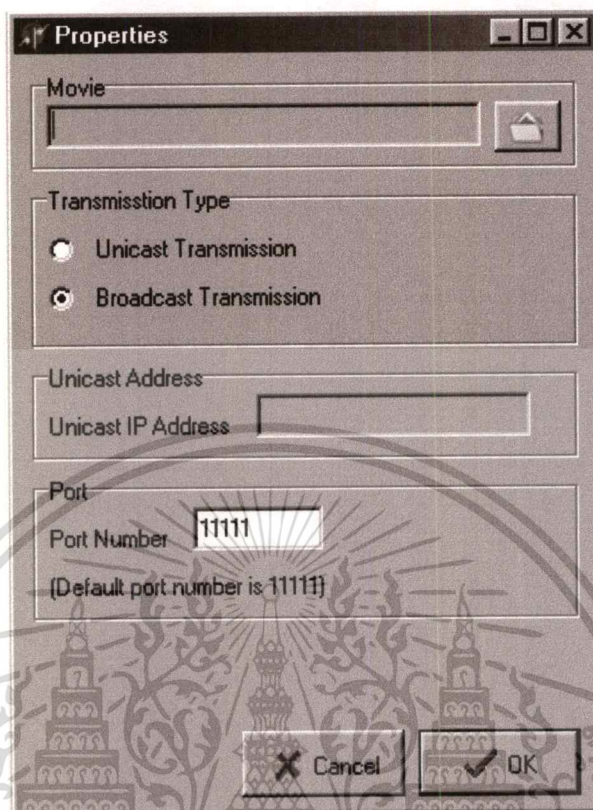 Properties
Movie
Transmisstion Type
Unicast Transmission
Broadcast Transmission
Unicast Address
Unicast IP Address
Port
Port Number 11111
(Default port number is 11111)
Cancel OK